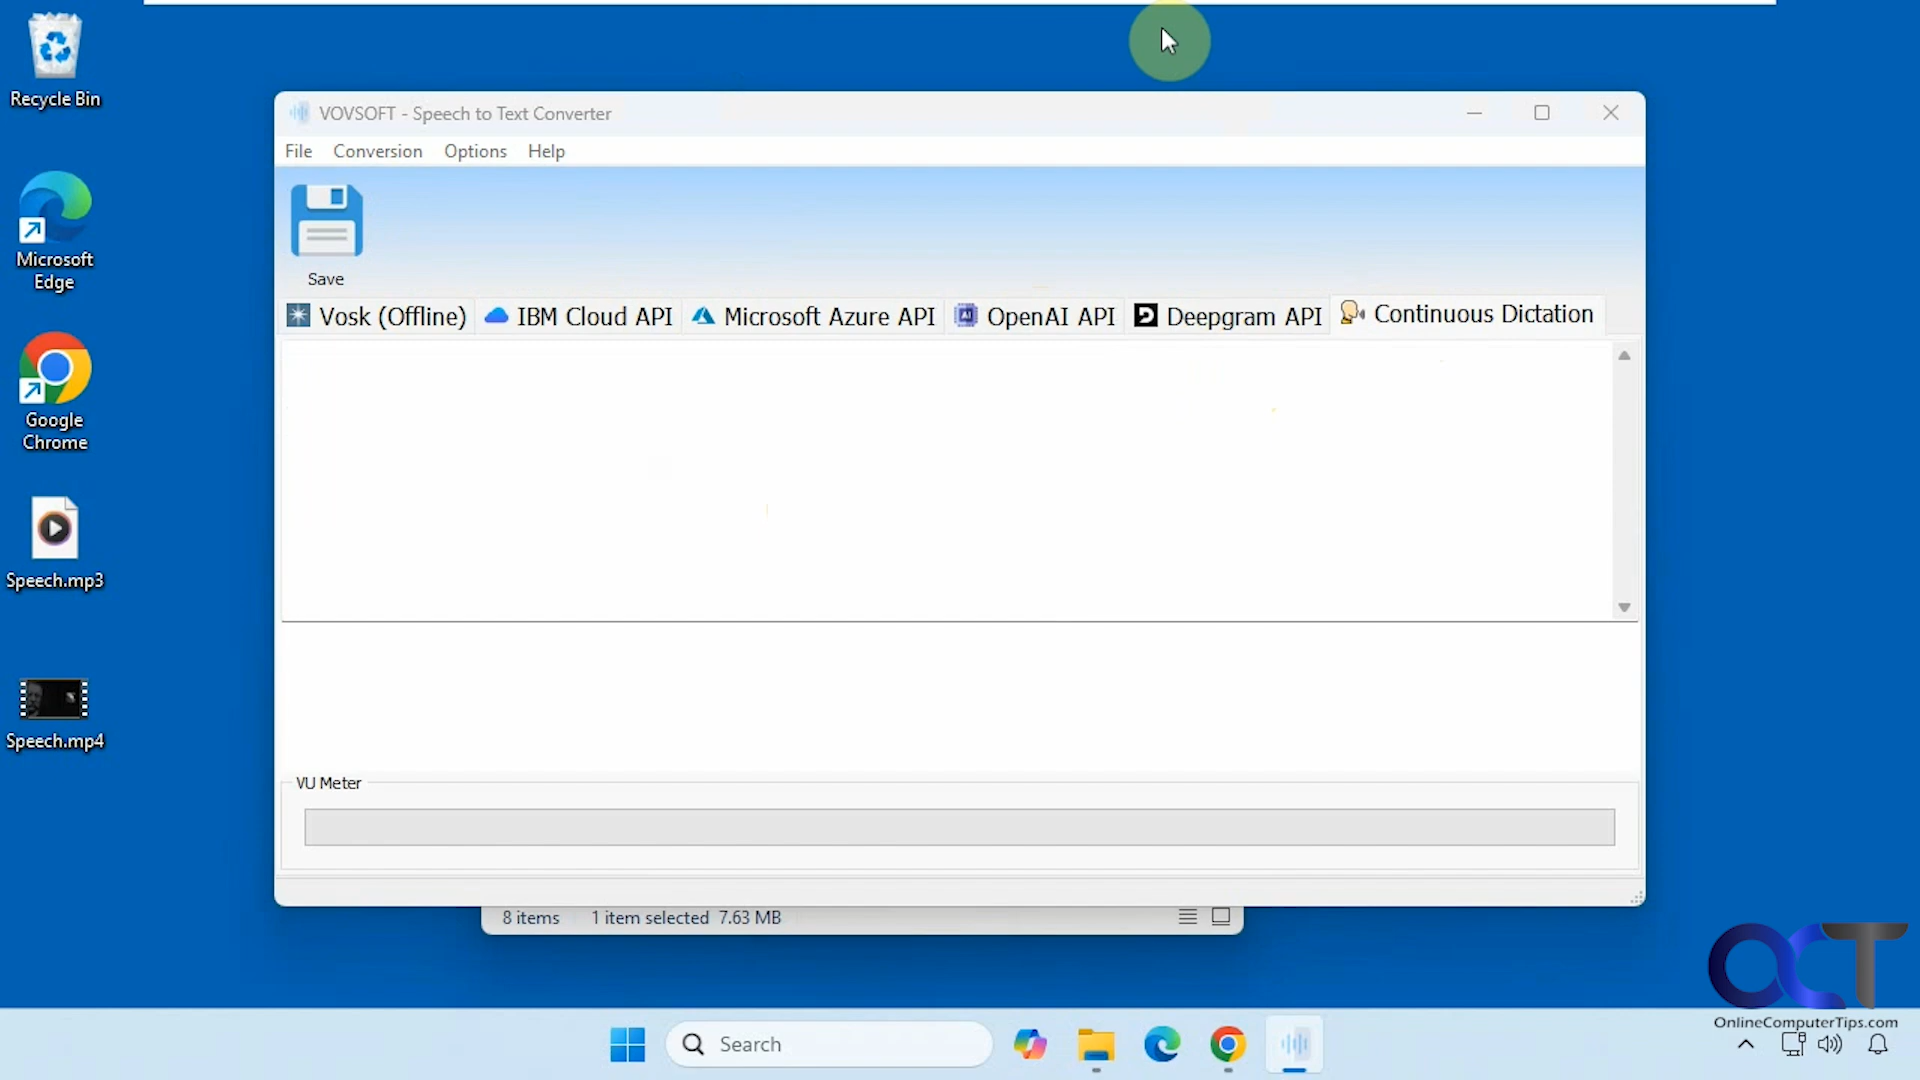 Recycle Bin
Microsoft
Edge
Google
Chrome
Speech.mp3
Speech.mp4
VOVSOFT - Speech to Text Converter
File Conversion Options Help
Save
Vosk (Offline) IBM Cloud API Microsoft Azure API OpenAI API Deepgram API Continuous Dictation
VU Meter
8 items 1 item selected 7.63 MB
OCT
OnlineComputerTips.com
Search